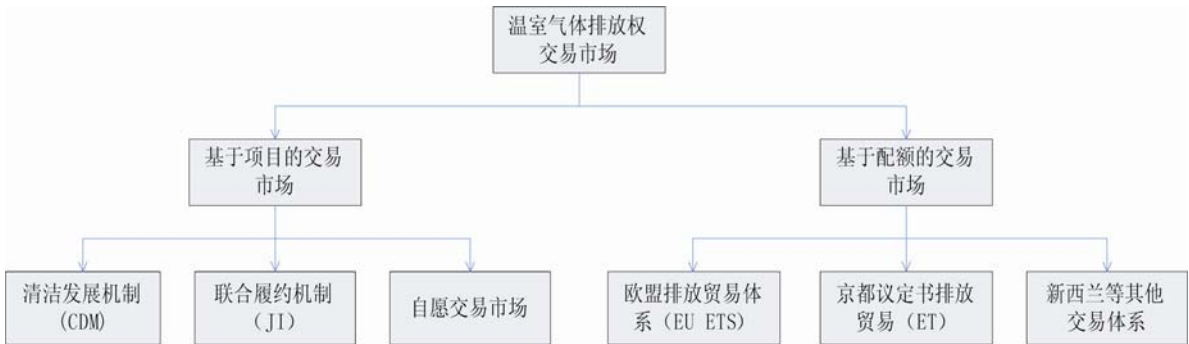 温室气体排放权
交易市场
基于项目的交易
市场
基于配额的交易
市场
清洁发展机制
(CDM)
联合履约机制
（JI）
自愿交易市场
欧盟排放贸易体
系（EU ETS）
京都议定书排放
贸易（ET）
新西兰等其他
交易体系